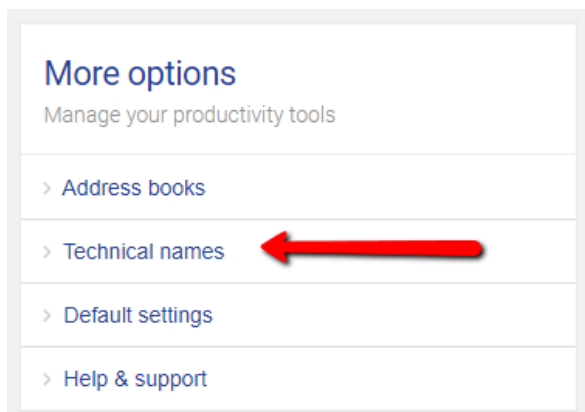 More options
Manage your productivity tools
Address books
Technical names
Default settings
Help & support